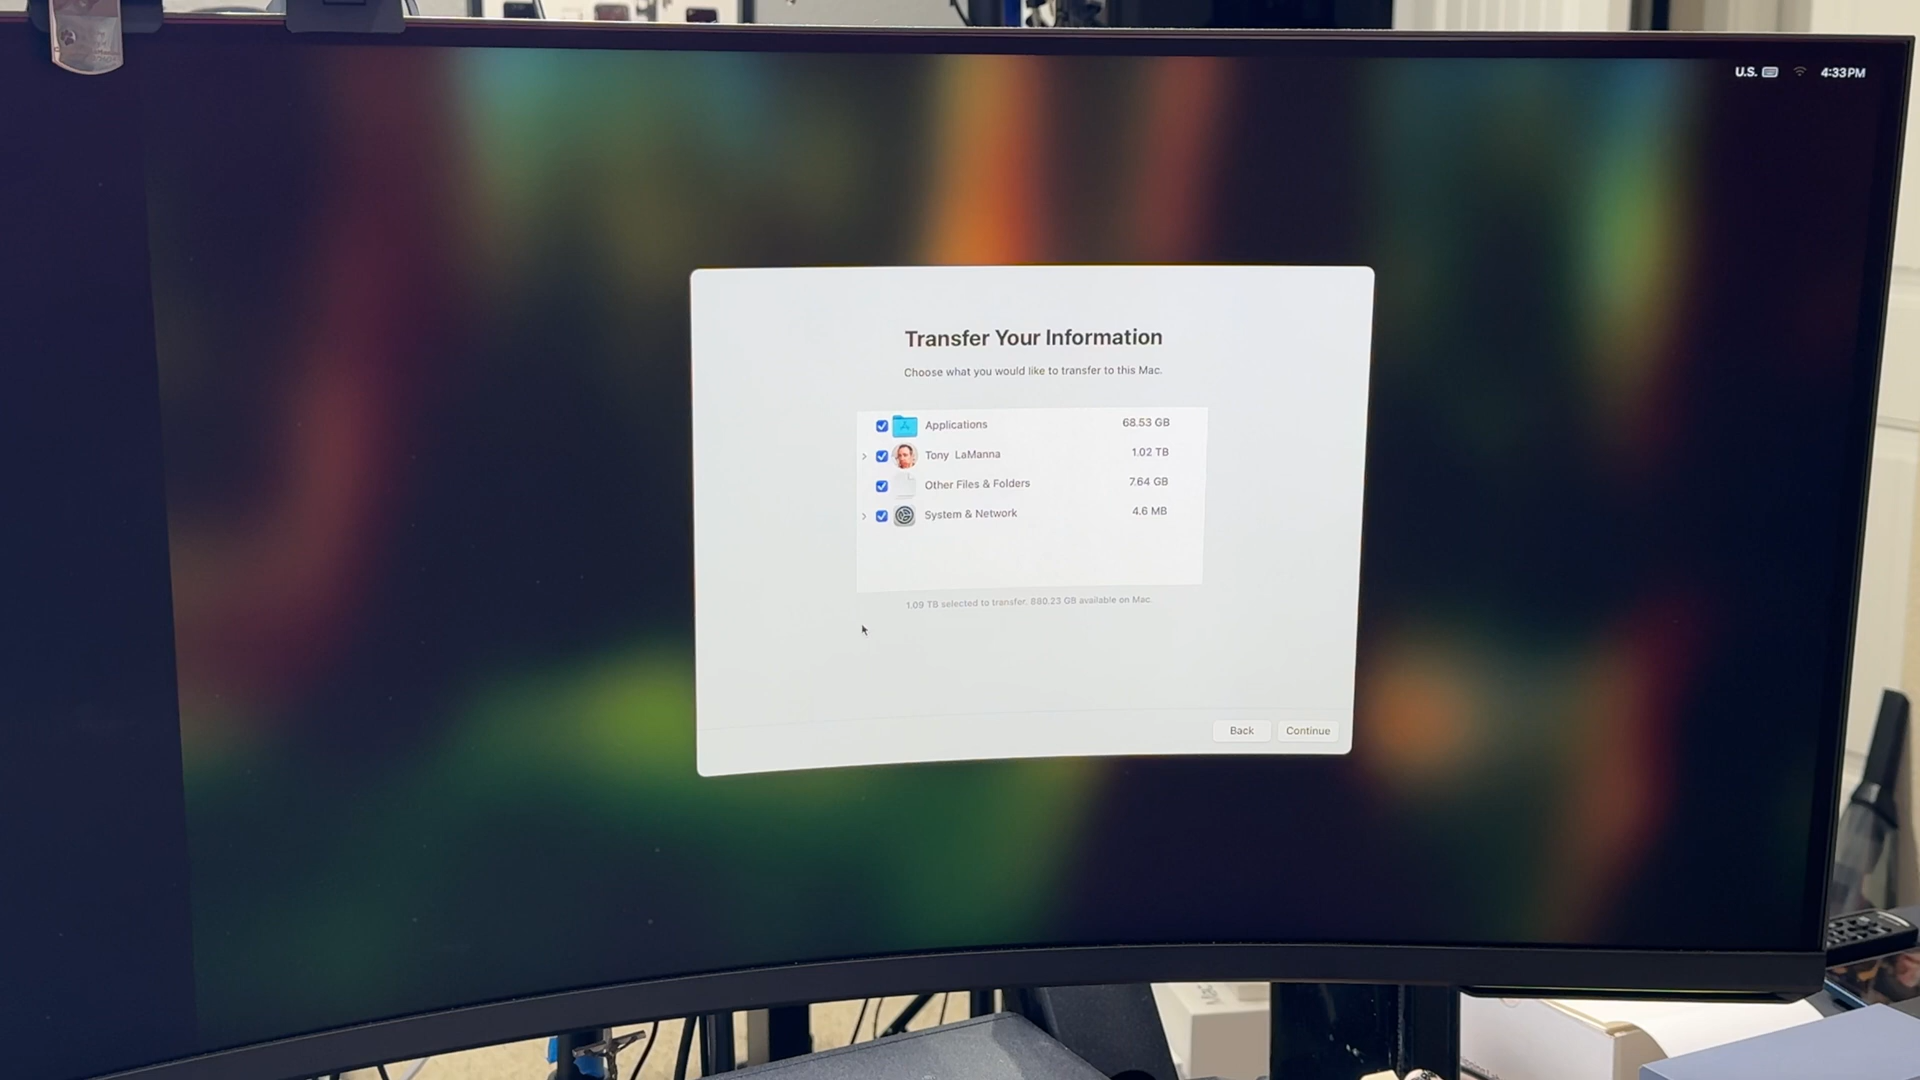 U.S. 4:33 PM
Transfer Your Information
Choose what you would like to transfer to this Mac.
Applications 68.53 GB
Tony LaManna 1.02 TB
Other Files & Folders 7.64 GB
System & Network 4.6 MB
1.09 TB selected to transfer. 880.23 GB available on Mac.
Back Continue